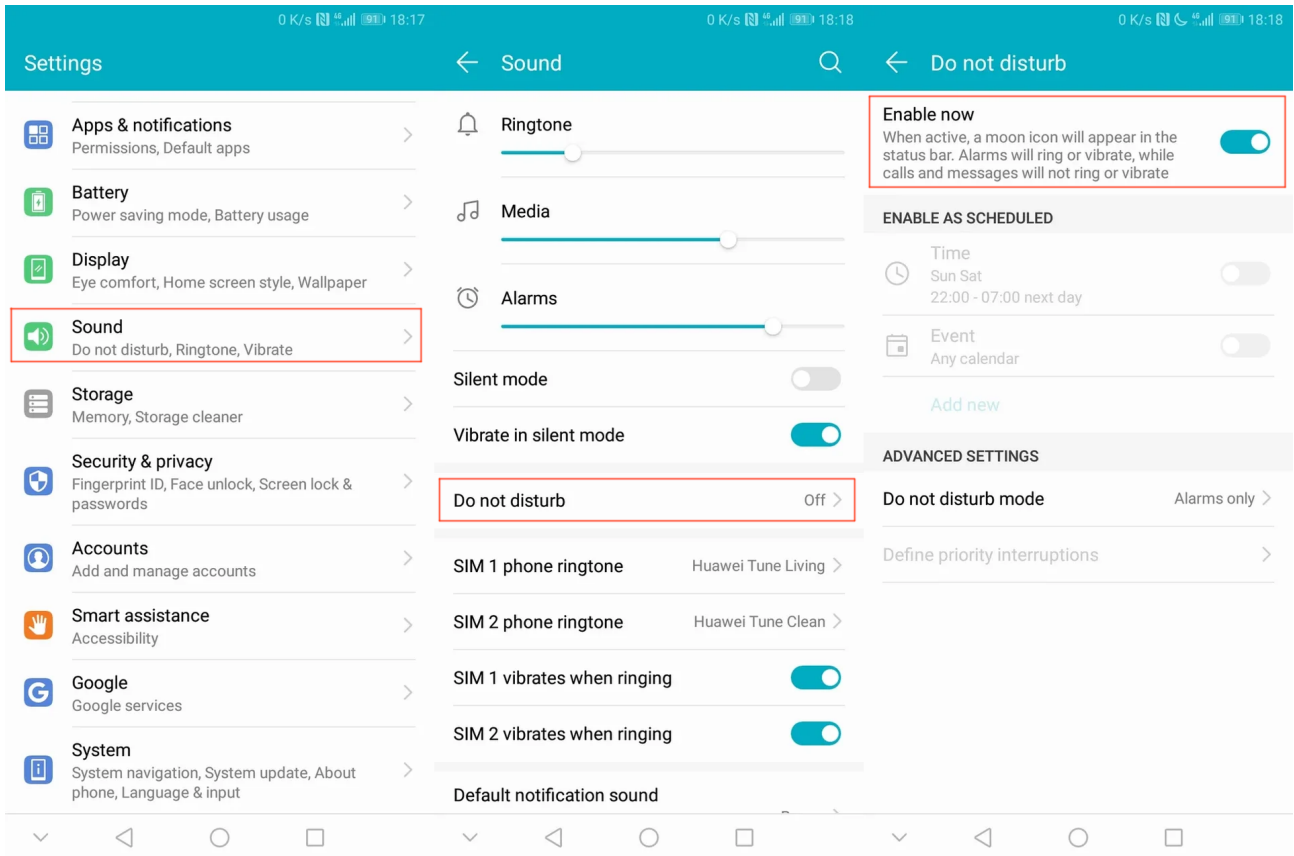 0 K/s 4G 91 18:17
Settings
Apps & notifications
Permissions, Default apps
Battery
Power saving mode, Battery usage
Display
Eye comfort, Home screen style, Wallpaper
Sound
Do not disturb, Ringtone, Vibrate
Storage
Memory, Storage cleaner
Security & privacy
Fingerprint ID, Face unlock, Screen lock &
passwords
Accounts
Add and manage accounts
Smart assistance
Accessibility
Google
Google services
System
System navigation, System update, About
phone, Language & input
0 K/s 4G 91 18:18
Sound
Ringtone
Media
Alarms
Silent mode
Vibrate in silent mode
Do not disturb Off
SIM 1 phone ringtone Huawei Tune Living
SIM 2 phone ringtone Huawei Tune Clean
SIM 1 vibrates when ringing
SIM 2 vibrates when ringing
Default notification sound
0 K/s 4G 91 18:18
Do not disturb
Enable now
When active, a moon icon will appear in the
status bar. Alarms will ring or vibrate, while
calls and messages will not ring or vibrate
ENABLE AS SCHEDULED
Time
Sun Sat
22:00 - 07:00 next day
Event
Any calendar
Add new
ADVANCED SETTINGS
Do not disturb mode Alarms only
Define priority interruptions